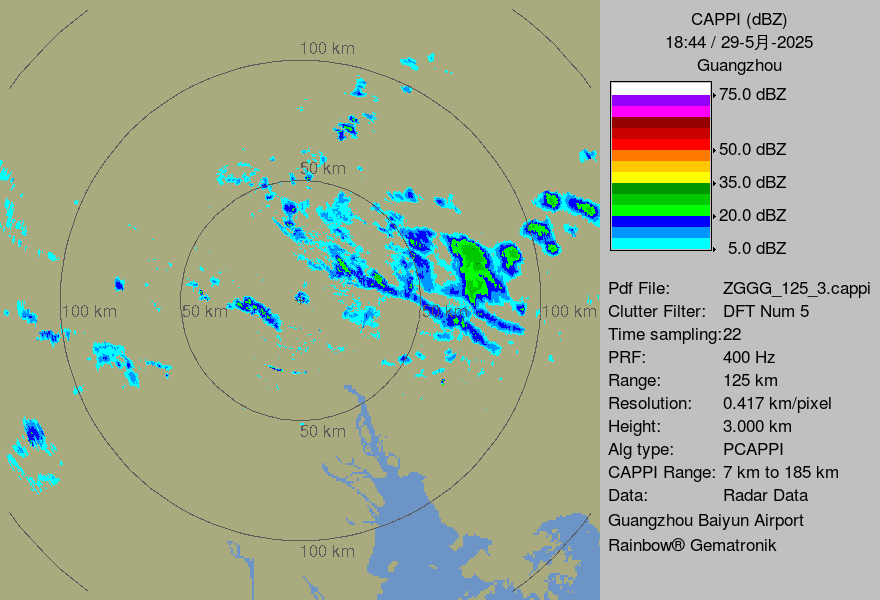 100 km
50 km
100 km
50 km
50 km
100 km
50 km
100 km
CAPPI (dBZ)
18:44 / 29-5月-2025
Guangzhou
75.0 dBZ
50.0 dBZ
35.0 dBZ
20.0 dBZ
5.0 dBZ
Pdf File: ZGGG_125_3.cappi
Clutter Filter: DFT Num 5
Time sampling:22
PRF: 400 Hz
Range: 125 km
Resolution: 0.417 km/pixel
Height: 3.000 km
Alg type: PCAPPI
CAPPI Range: 7 km to 185 km
Data: Radar Data
Guangzhou Baiyun Airport
Rainbow® Gematronik